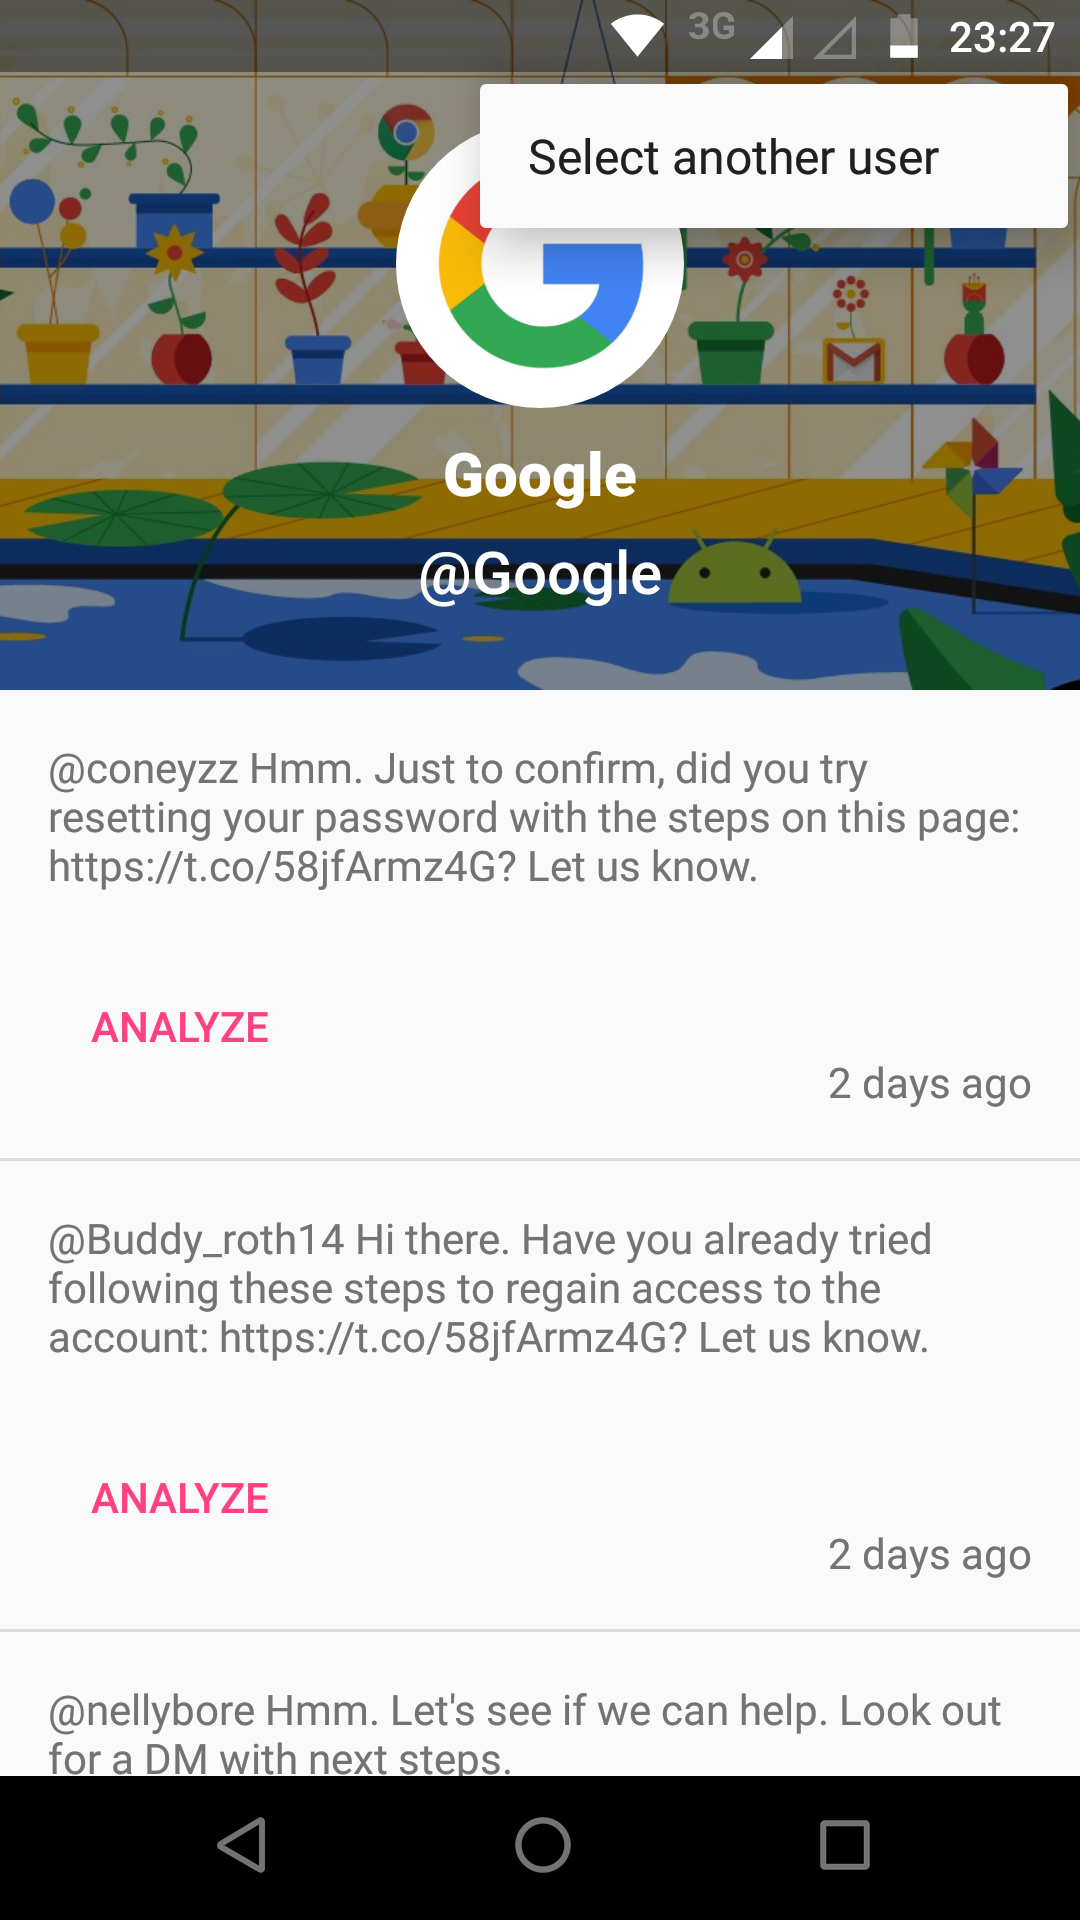 3G 23:27
Select another user
Google
@Google
@coneyzz Hmm. Just to confirm, did you try
resetting your password with the steps on this page:
https://t.co/58jfArmz4G? Let us know.
ANALYZE
2 days ago
@Buddy_roth14 Hi there. Have you already tried
following these steps to regain access to the
account: https://t.co/58jfArmz4G? Let us know.
ANALYZE
2 days ago
@nellybore Hmm. Let's see if we can help. Look out
for a DM with next steps.